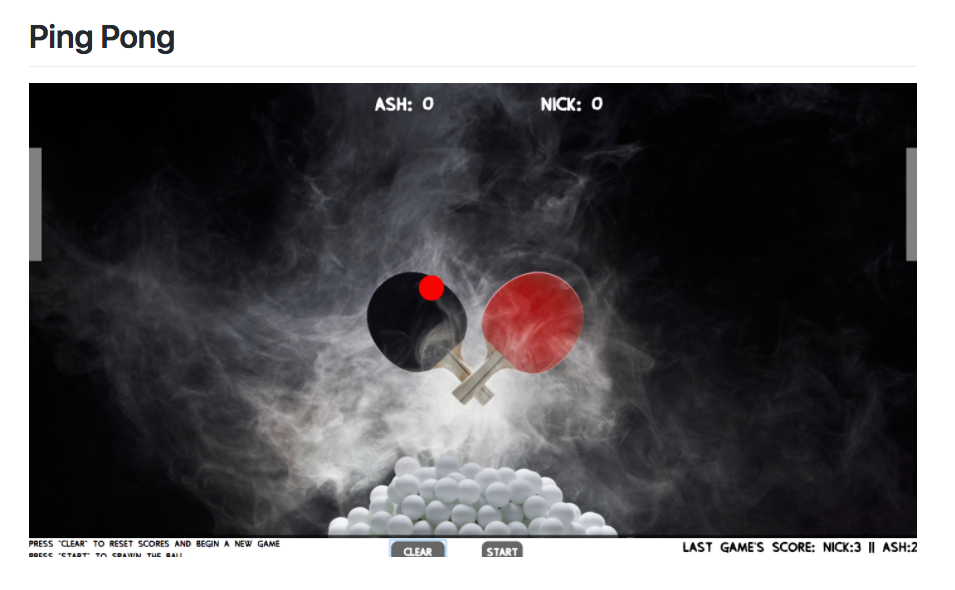 Ping Pong
ASH: 0 NICK: 0
PRESS "CLEAR" TO RESET SCORES AND BEGIN A NEW GAME
PRESS "START" TO SPAWN THE BALL
CLEAR START
LAST GAME'S SCORE: NICK:3 || ASH:2